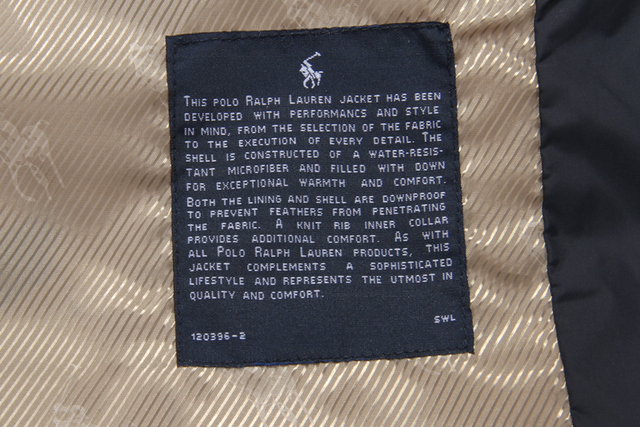 THIS POLO RALPH LAUREN JACKET HAS BEEN
DEVELOPED WITH PERFORMANCE AND STYLE
IN MIND, FROM THE SELECTION OF THE FABRIC
TO THE EXECUTION OF EVERY DETAIL. THE
SHELL IS CONSTRUCTED OF A WATER-RESIS-
TANT MICROFIBER AND FILLED WITH DOWN
FOR EXCEPTIONAL WARMTH AND COMFORT.
BOTH THE LINING AND SHELL ARE DOWNPROOF
TO PREVENT FEATHERS FROM PENETRATING
THE FABRIC. A KNIT RIB INNER COLLAR
PROVIDES ADDITIONAL COMFORT. AS WITH
ALL POLO RALPH LAUREN PRODUCTS, THIS
JACKET COMPLEMENTS A SOPHISTICATED
LIFESTYLE AND REPRESENTS THE UTMOST IN
QUALITY AND COMFORT.
SWL
120396-2